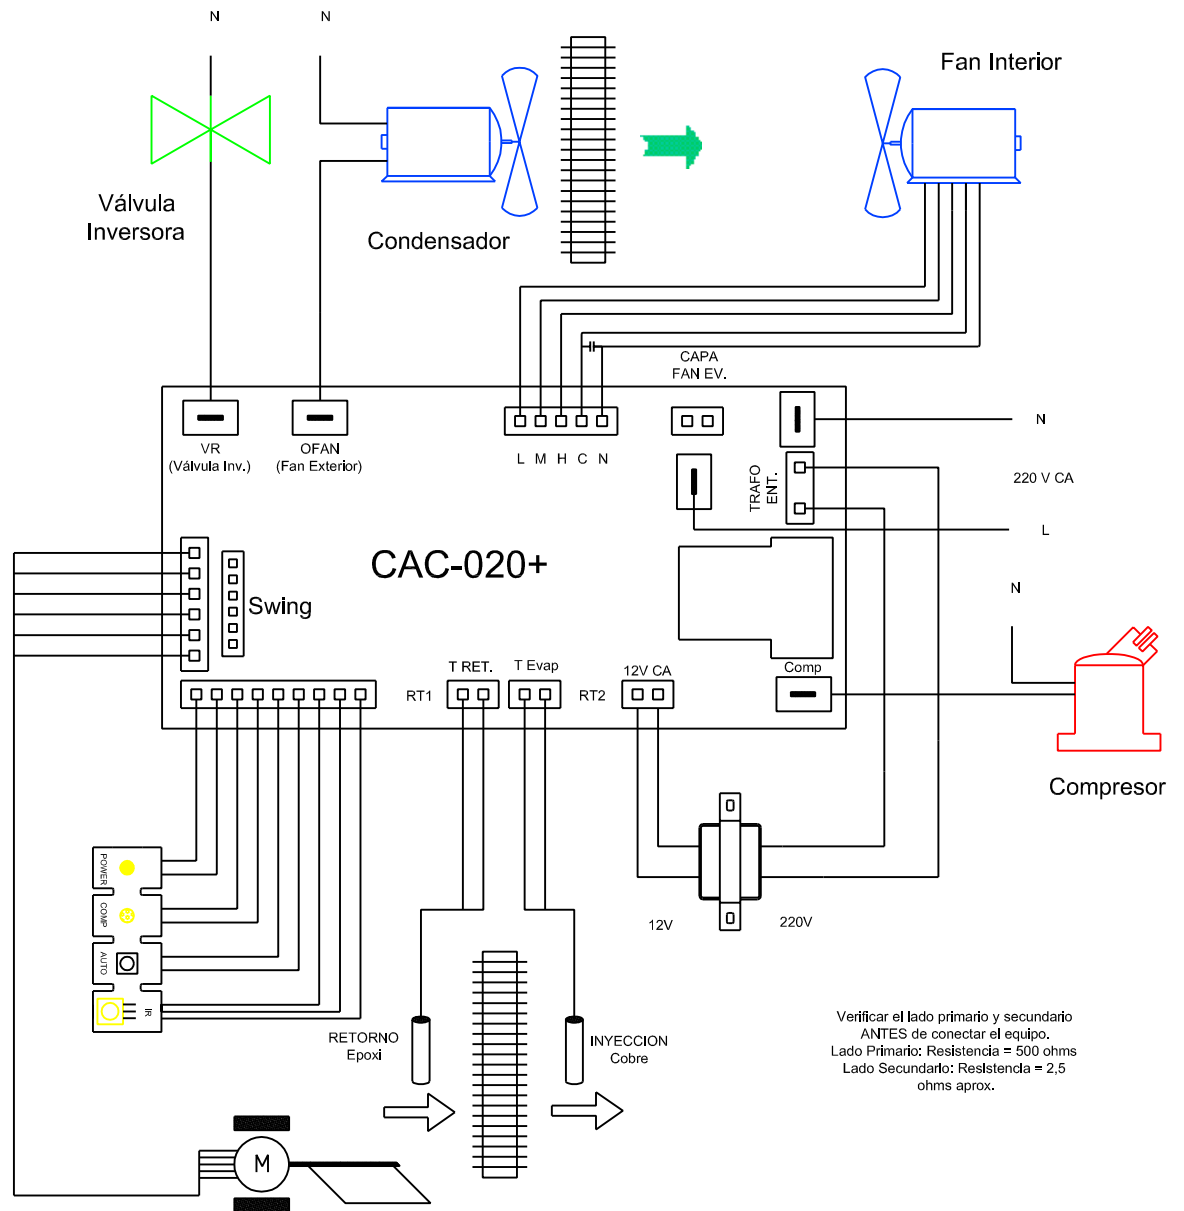 N
N
Fan Interior
Válvula
Inversora
Condensador
CAPA
FAN EV.
VR
(Válvula Inv.)
OFAN
(Fan Exterior)
L M H C N
N
TRAFO
ENT.
220 V CA
L
CAC-020+
Swing
N
T RET.
T Evap
12V CA
Comp
RT1
RT2
Compresor
POWER
COMP
AUTO
IR
12V
220V
RETORNO
Epoxi
INYECCION
Cobre
Verificar el lado primario y secundario
ANTES de conectar el equipo.
Lado Primario: Resistencia = 500 ohms
Lado Secundario: Resistencia = 2,5
ohms aprox.
M